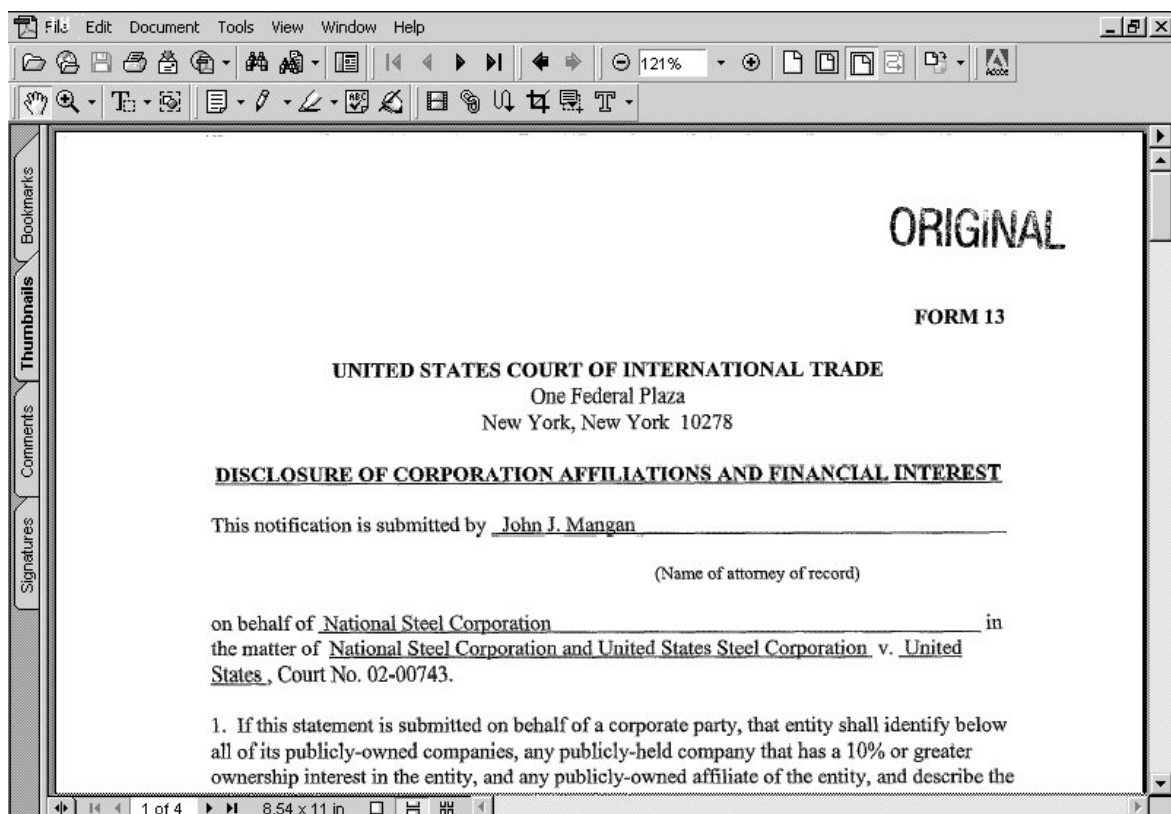 File Edit Document Tools View Window Help
121%
Adobe
Bookmarks
Thumbnails
Comments
Signatures
ORIGINAL
FORM 13
UNITED STATES COURT OF INTERNATIONAL TRADE
One Federal Plaza
New York, New York 10278
DISCLOSURE OF CORPORATION AFFILIATIONS AND FINANCIAL INTEREST
This notification is submitted by John J. Mangan
(Name of attorney of record)
on behalf of National Steel Corporation in
the matter of National Steel Corporation and United States Steel Corporation v. United
States , Court No. 02-00743.
1. If this statement is submitted on behalf of a corporate party, that entity shall identify below
all of its publicly-owned companies, any publicly-held company that has a 10% or greater
ownership interest in the entity, and any publicly-owned affiliate of the entity, and describe the
1 of 4 8.54 x 11 in